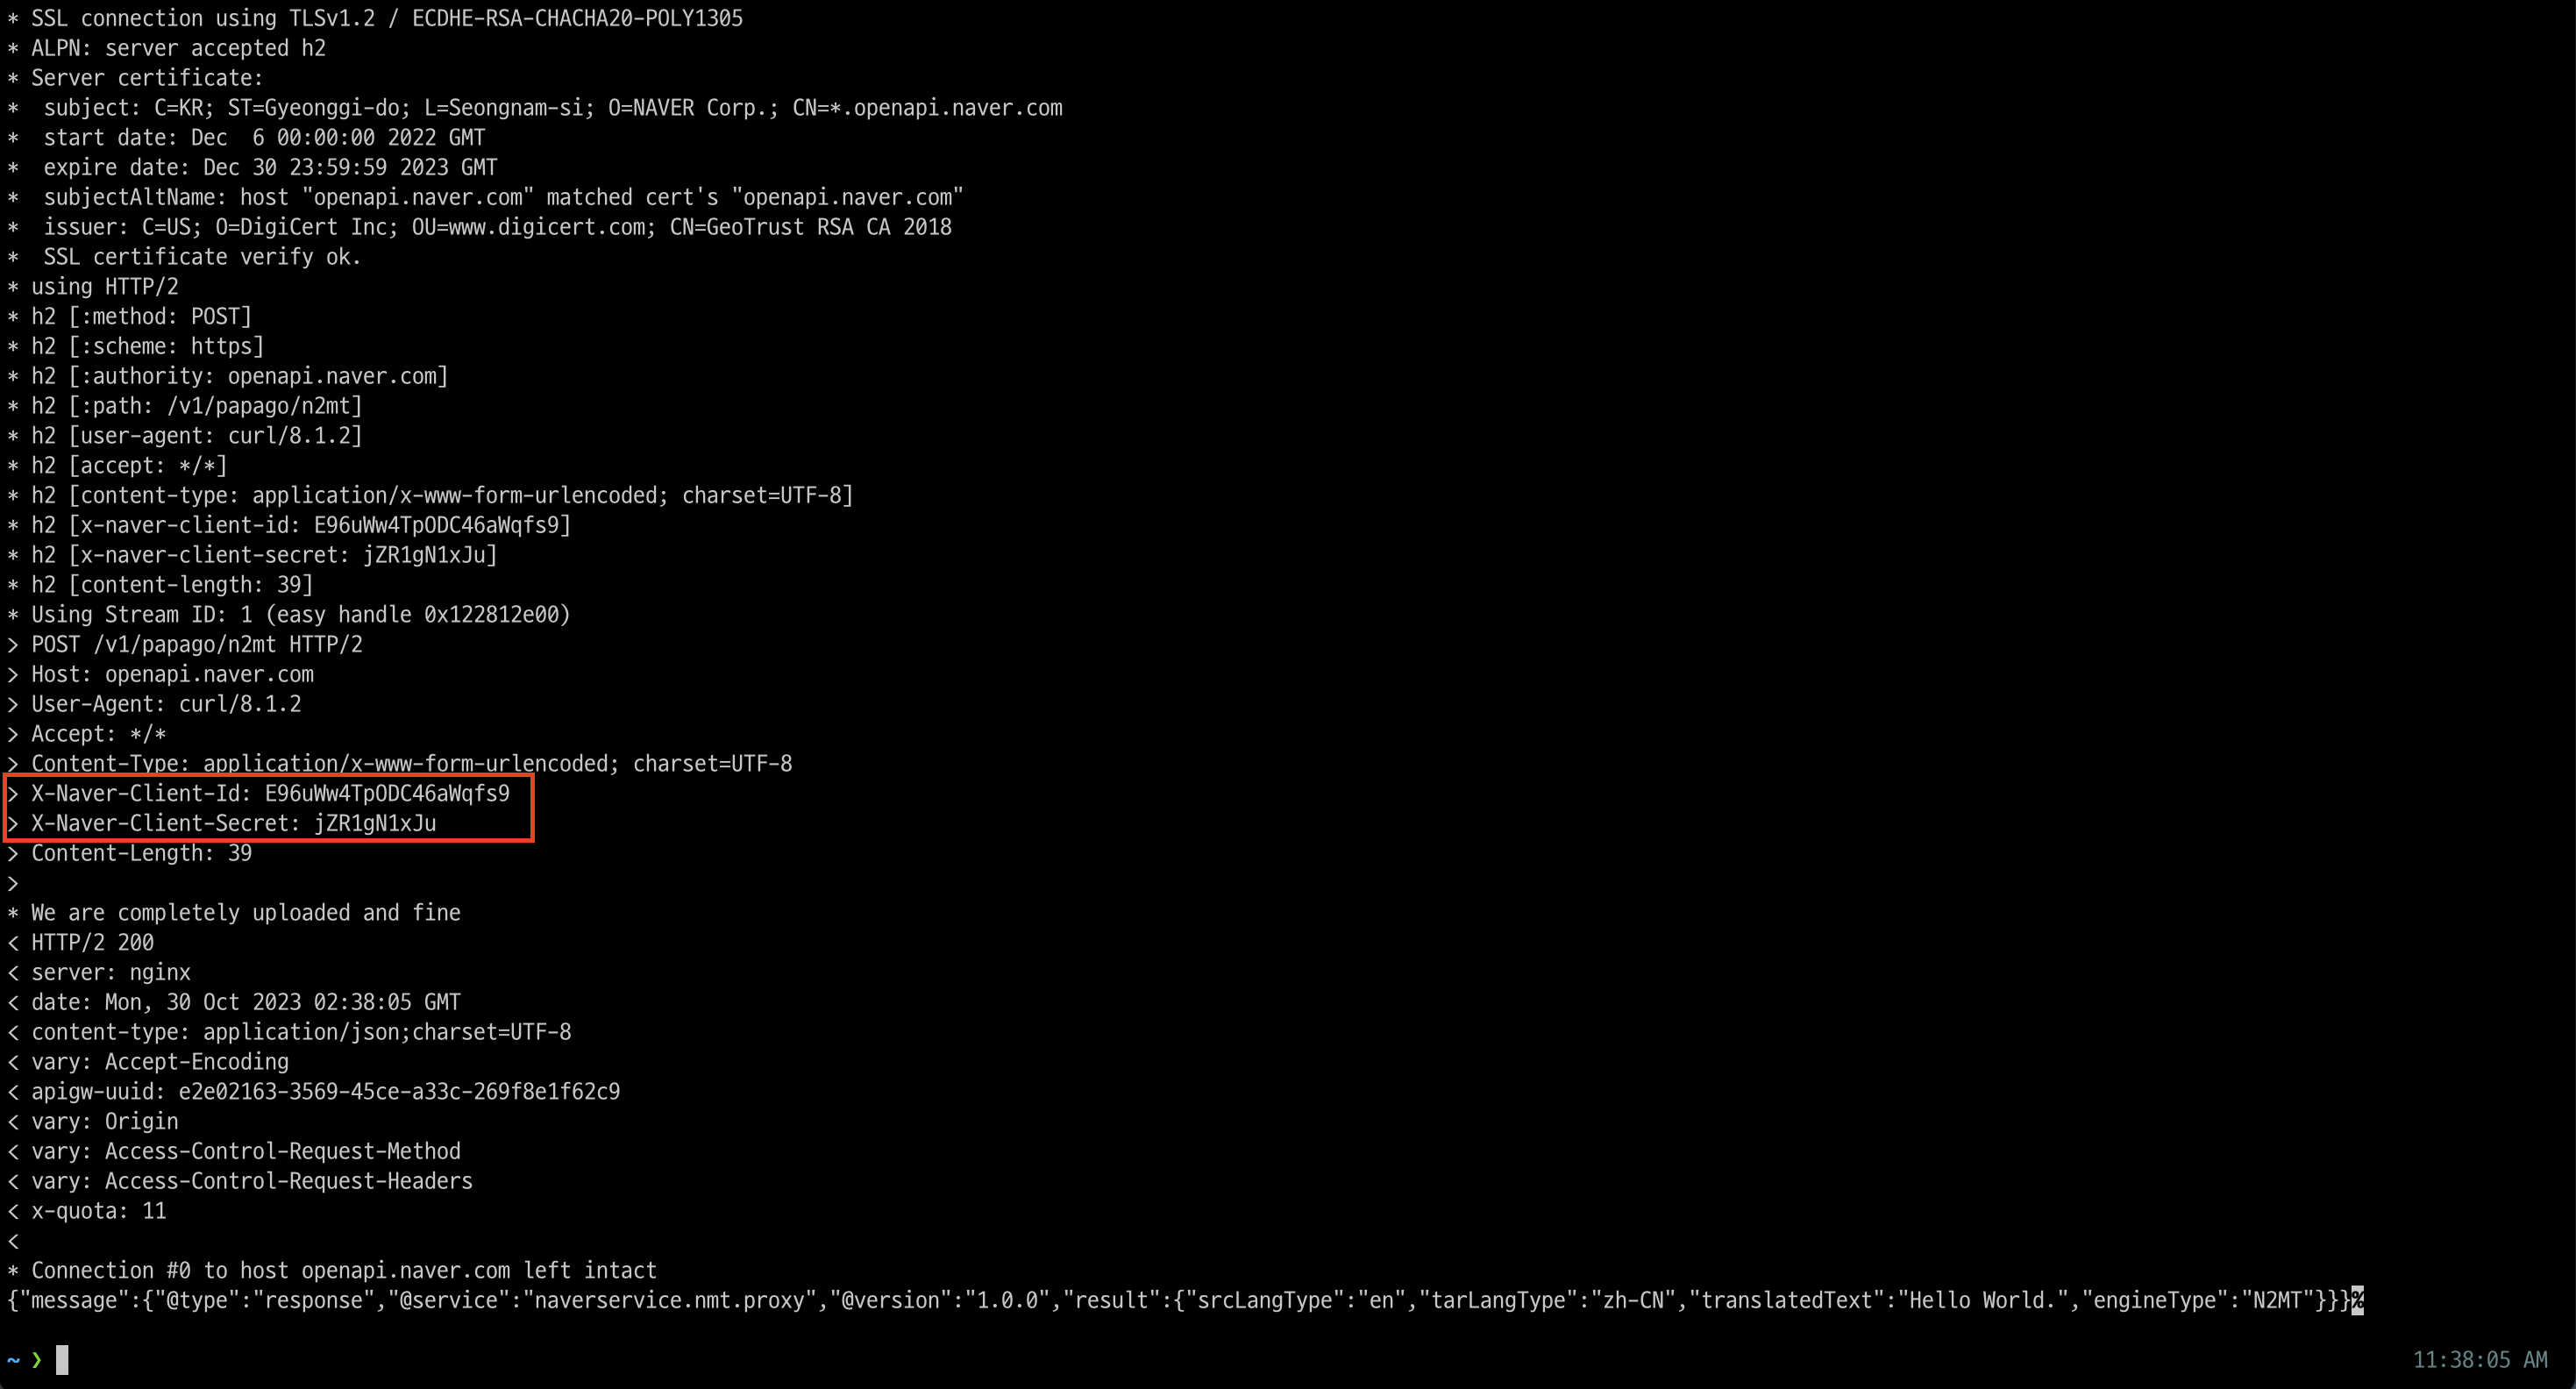 * SSL connection using TLSv1.2 / ECDHE-RSA-CHACHA20-POLY1305
* ALPN: server accepted h2
* Server certificate:
*  subject: C=KR; ST=Gyeonggi-do; L=Seongnam-si; O=NAVER Corp.; CN=*.openapi.naver.com
*  start date: Dec  6 00:00:00 2022 GMT
*  expire date: Dec 30 23:59:59 2023 GMT
*  subjectAltName: host "openapi.naver.com" matched cert's "openapi.naver.com"
*  issuer: C=US; O=DigiCert Inc; OU=www.digicert.com; CN=GeoTrust RSA CA 2018
*  SSL certificate verify ok.
* using HTTP/2
* h2 [:method: POST]
* h2 [:scheme: https]
* h2 [:authority: openapi.naver.com]
* h2 [:path: /v1/papago/n2mt]
* h2 [user-agent: curl/8.1.2]
* h2 [accept: */*]
* h2 [content-type: application/x-www-form-urlencoded; charset=UTF-8]
* h2 [x-naver-client-id: E96uWw4TpODC46aWqfs9]
* h2 [x-naver-client-secret: jZR1gN1xJu]
* h2 [content-length: 39]
* Using Stream ID: 1 (easy handle 0x122812e00)
> POST /v1/papago/n2mt HTTP/2
> Host: openapi.naver.com
> User-Agent: curl/8.1.2
> Accept: */*
> Content-Type: application/x-www-form-urlencoded; charset=UTF-8
> X-Naver-Client-Id: E96uWw4TpODC46aWqfs9
> X-Naver-Client-Secret: jZR1gN1xJu
> Content-Length: 39
>
* We are completely uploaded and fine
< HTTP/2 200
< server: nginx
< date: Mon, 30 Oct 2023 02:38:05 GMT
< content-type: application/json;charset=UTF-8
< vary: Accept-Encoding
< apigw-uuid: e2e02163-3569-45ce-a33c-269f8e1f62c9
< vary: Origin
< vary: Access-Control-Request-Method
< vary: Access-Control-Request-Headers
< x-quota: 11
<
* Connection #0 to host openapi.naver.com left intact
{"message":{"@type":"response","@service":"naverservice.nmt.proxy","@version":"1.0.0","result":{"srcLangType":"en","tarLangType":"zh-CN","translatedText":"Hello World.","engineType":"N2MT"}}}%
~ ❯ 11:38:05 AM